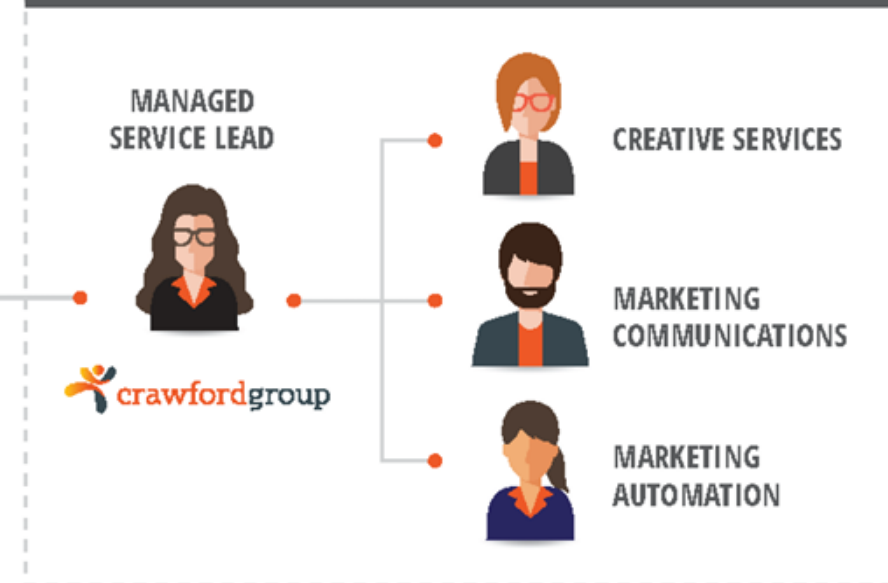 MANAGED
SERVICE LEAD
crawfordgroup
CREATIVE SERVICES
MARKETING
COMMUNICATIONS
MARKETING
AUTOMATION